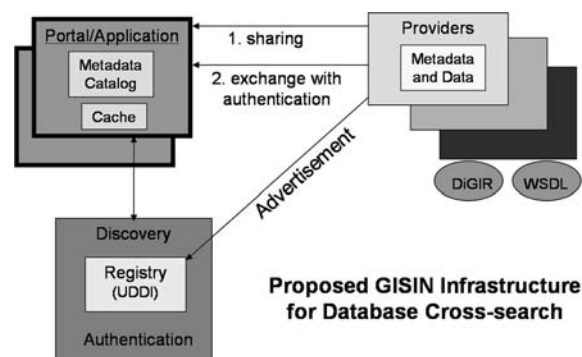 Portal/Application
Metadata
Catalog
Cache
1. sharing
2. exchange with
authentication
Providers
Metadata
and Data
DiGIR
WSDL
Advertisement
Discovery
Registry
(UDDI)
Authentication
Proposed GISIN Infrastructure
for Database Cross-search